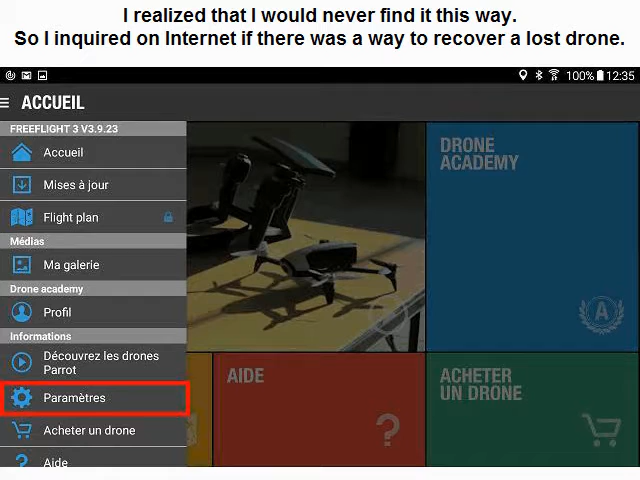 I realized that I would never find it this way.
So I inquired on Internet if there was a way to recover a lost drone.
100% 12:35
ACCUEIL
FREEFLIGHT 3 V3.9.23
Accueil
Mises à jour
Flight plan
Médias
Ma galerie
Drone academy
Profil
Informations
Découvrez les drones
Parrot
Paramètres
Acheter un drone
Aide
DRONE
ACADEMY
A
AIDE
?
ACHETER
UN DRONE